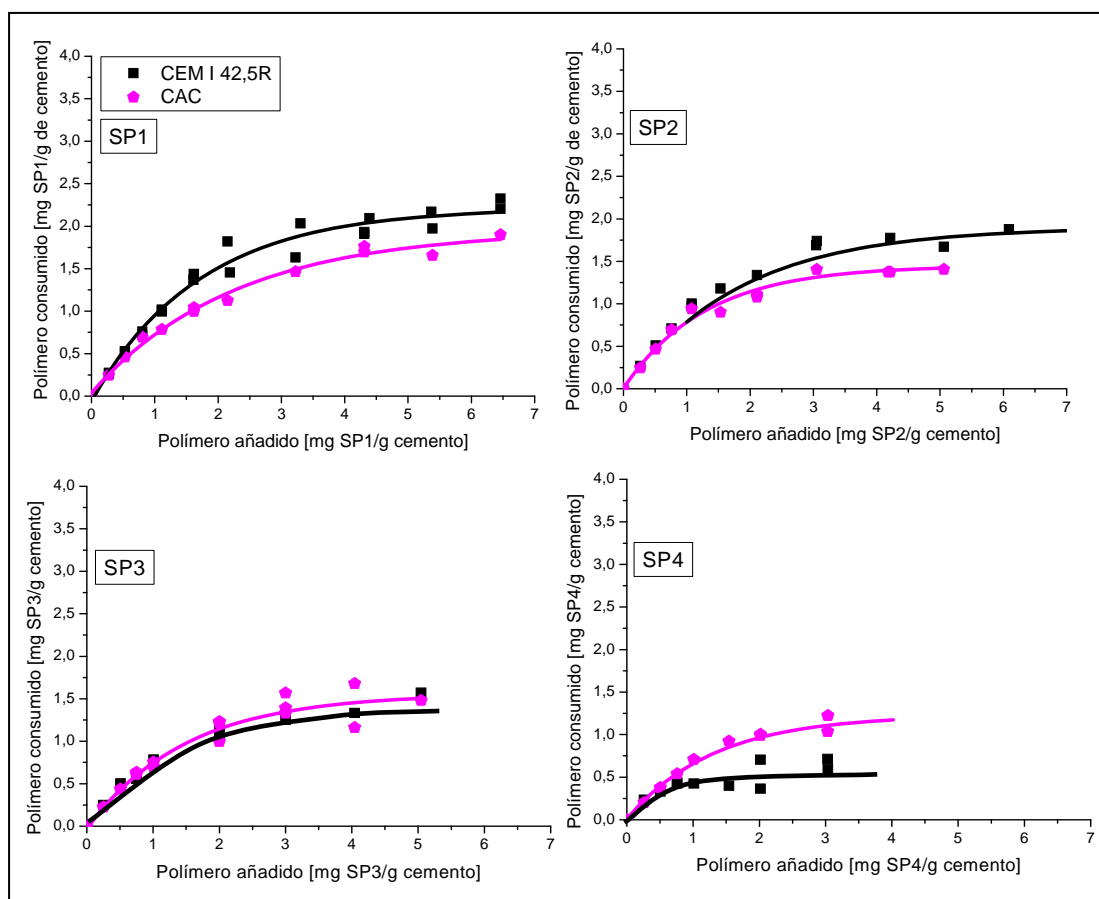 4,0
3,5
3,0
2,5
2,0
1,5
1,0
0,5
0,0
Polímero consumido [mg SP1/g de cemento]
CEM I 42,5R
CAC
SP1
0 1 2 3 4 5 6 7
Polímero añadido [mg SP1/g cemento]
4,0
3,5
3,0
2,5
2,0
1,5
1,0
0,5
0,0
Polímero consumido [mg SP2/g de cemento]
SP2
0 1 2 3 4 5 6 7
Polímero añadido [mg SP2/g cemento]
4,0
3,5
3,0
2,5
2,0
1,5
1,0
0,5
0,0
Polímero consumido [mg SP3/g cemento]
SP3
0 1 2 3 4 5 6 7
Polímero añadido [mg SP3/g cemento]
4,0
3,5
3,0
2,5
2,0
1,5
1,0
0,5
0,0
Polímero consumido [mg SP4/g cemento]
SP4
0 1 2 3 4 5 6 7
Polímero añadido [mg SP4/g cemento]